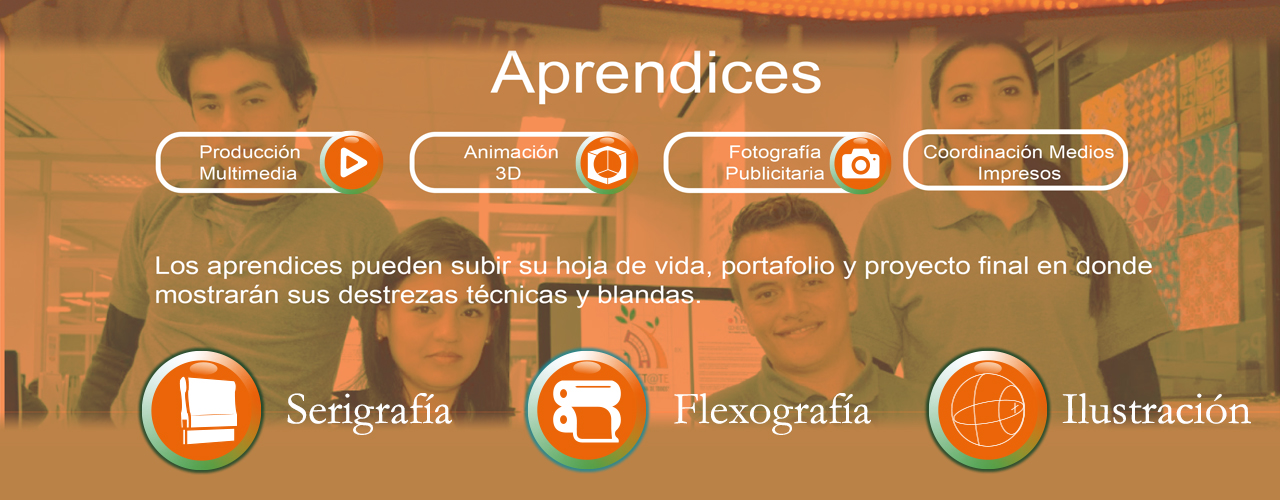 Aprendices
Producción
Multimedia
Animación
3D
Fotografía
Publicitaria
Coordinación Medios
Impresos
Los aprendices pueden subir su hoja de vida, portafolio y proyecto final en donde
mostrarán sus destrezas técnicas y blandas.
Serigrafía
Flexografía
Ilustración